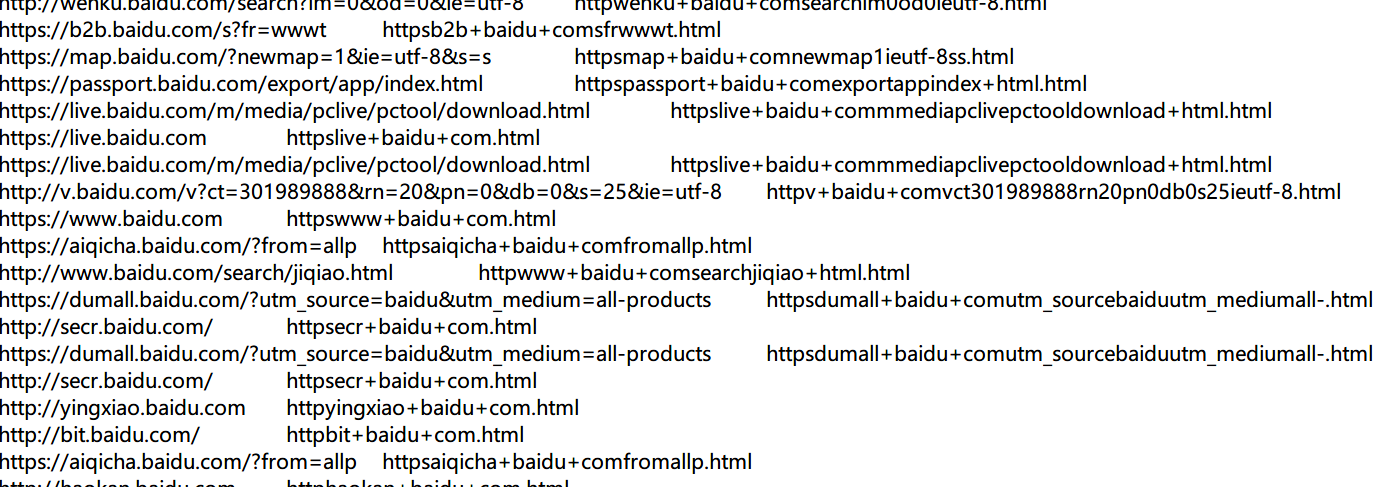 http://wenku.baidu.com/search?lm=0&od=0&ie=utf-8 httpwenku+baidu+comsearchlm0od0ieutf-8.html
https://b2b.baidu.com/s?fr=wwwt httpsb2b+baidu+comsfrwwwt.html
https://map.baidu.com/?newmap=1&ie=utf-8&s=s httpsmap+baidu+comnewmap1ieutf-8ss.html
https://passport.baidu.com/export/app/index.html httpspassport+baidu+comexportappindex+html.html
https://live.baidu.com/m/media/pclive/pctool/download.html httpslive+baidu+commmediapclivepctooldownload+html.html
https://live.baidu.com httpslive+baidu+com.html
https://live.baidu.com/m/media/pclive/pctool/download.html httpslive+baidu+commmediapclivepctooldownload+html.html
http://v.baidu.com/v?ct=301989888&rn=20&pn=0&db=0&s=25&ie=utf-8 httpv+baidu+comvct301989888rn20pn0db0s25ieutf-8.html
https://www.baidu.com httpswww+baidu+com.html
https://aiqicha.baidu.com/?from=allp httpsaiqicha+baidu+comfromallp.html
http://www.baidu.com/search/jiqiao.html httpwww+baidu+comsearchjiqiao+html.html
https://dumall.baidu.com/?utm_source=baidu&utm_medium=all-products httpsdumall+baidu+comutm_sourcebaiduutm_mediumall-.html
http://secr.baidu.com/ httpsecr+baidu+com.html
https://dumall.baidu.com/?utm_source=baidu&utm_medium=all-products httpsdumall+baidu+comutm_sourcebaiduutm_mediumall-.html
http://secr.baidu.com/ httpsecr+baidu+com.html
http://yingxiao.baidu.com httpyingxiao+baidu+com.html
http://bit.baidu.com/ httpbit+baidu+com.html
https://aiqicha.baidu.com/?from=allp httpsaiqicha+baidu+comfromallp.html
http://haokan.baidu.com httphaokan+baidu+com.html